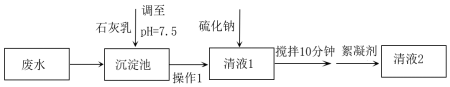 石灰乳 调至 pH=7.5
硫化钠
废水
沉淀池
操作1
清液1
搅拌10分钟
絮凝剂
清液2